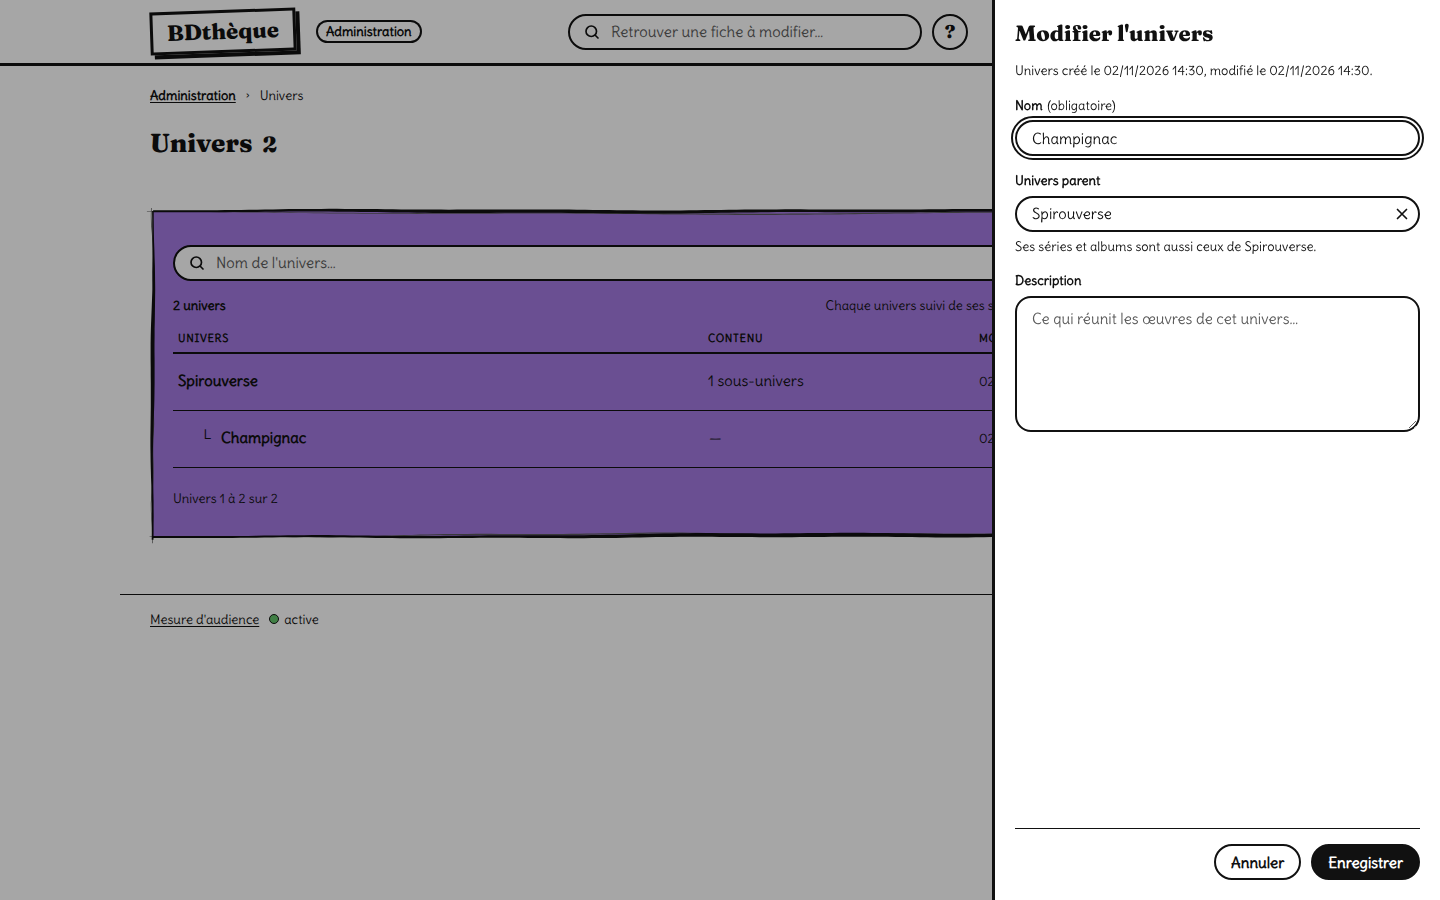 BDthèque
Administration
Retrouver une fiche à modifier...
?
Administration › Univers
Univers 2
Nom de l'univers...
2 univers
Chaque univers suivi de ses
UNIVERS CONTENU
Spirouverse 1 sous-univers 02
└ Champignac — 02
Univers 1 à 2 sur 2
Mesure d'audience active
Modifier l'univers
Univers créé le 02/11/2026 14:30, modifié le 02/11/2026 14:30.
Nom (obligatoire)
Champignac
Univers parent
Spirouverse
Ses séries et albums sont aussi ceux de Spirouverse.
Description
Ce qui réunit les œuvres de cet univers...
Annuler
Enregistrer